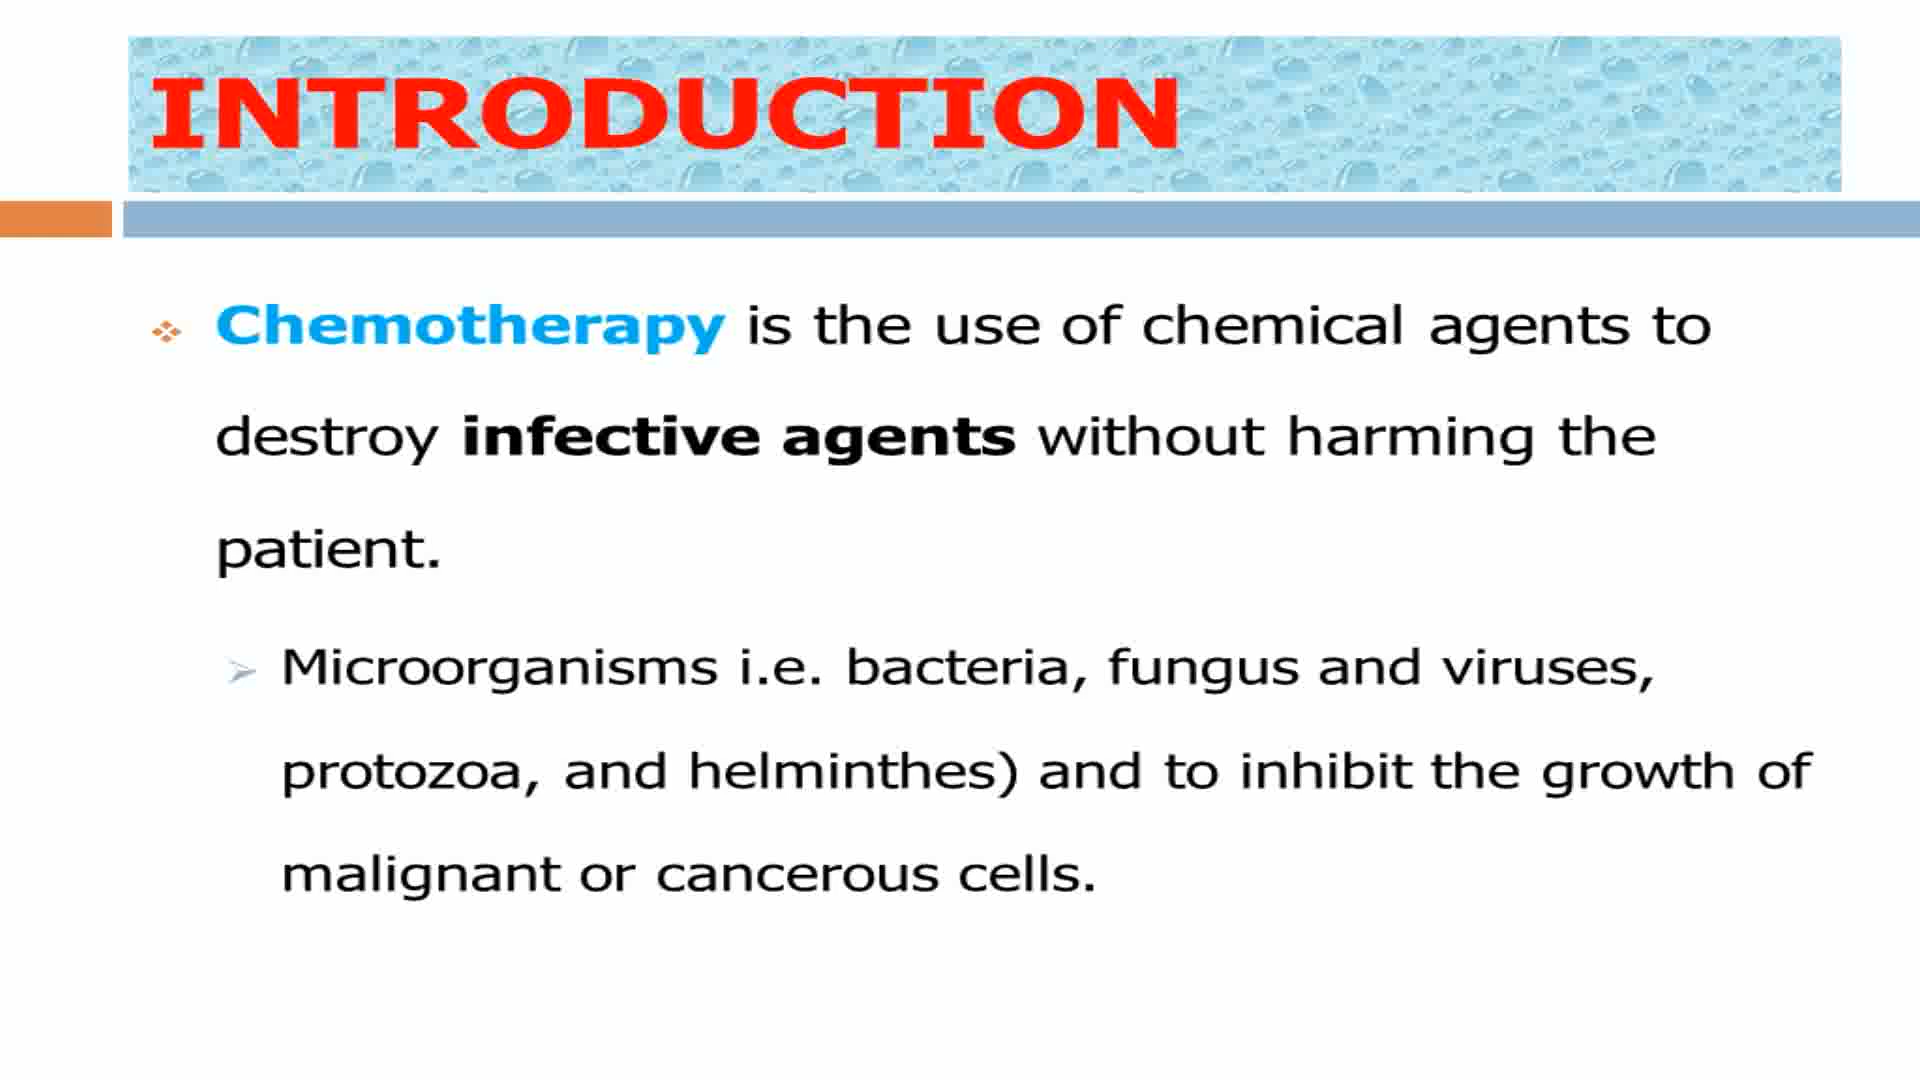 INTRODUCTION
Chemotherapy is the use of chemical agents to
destroy infective agents without harming the
patient.
Microorganisms i.e. bacteria, fungus and viruses,
protozoa, and helminthes) and to inhibit the growth of
malignant or cancerous cells.